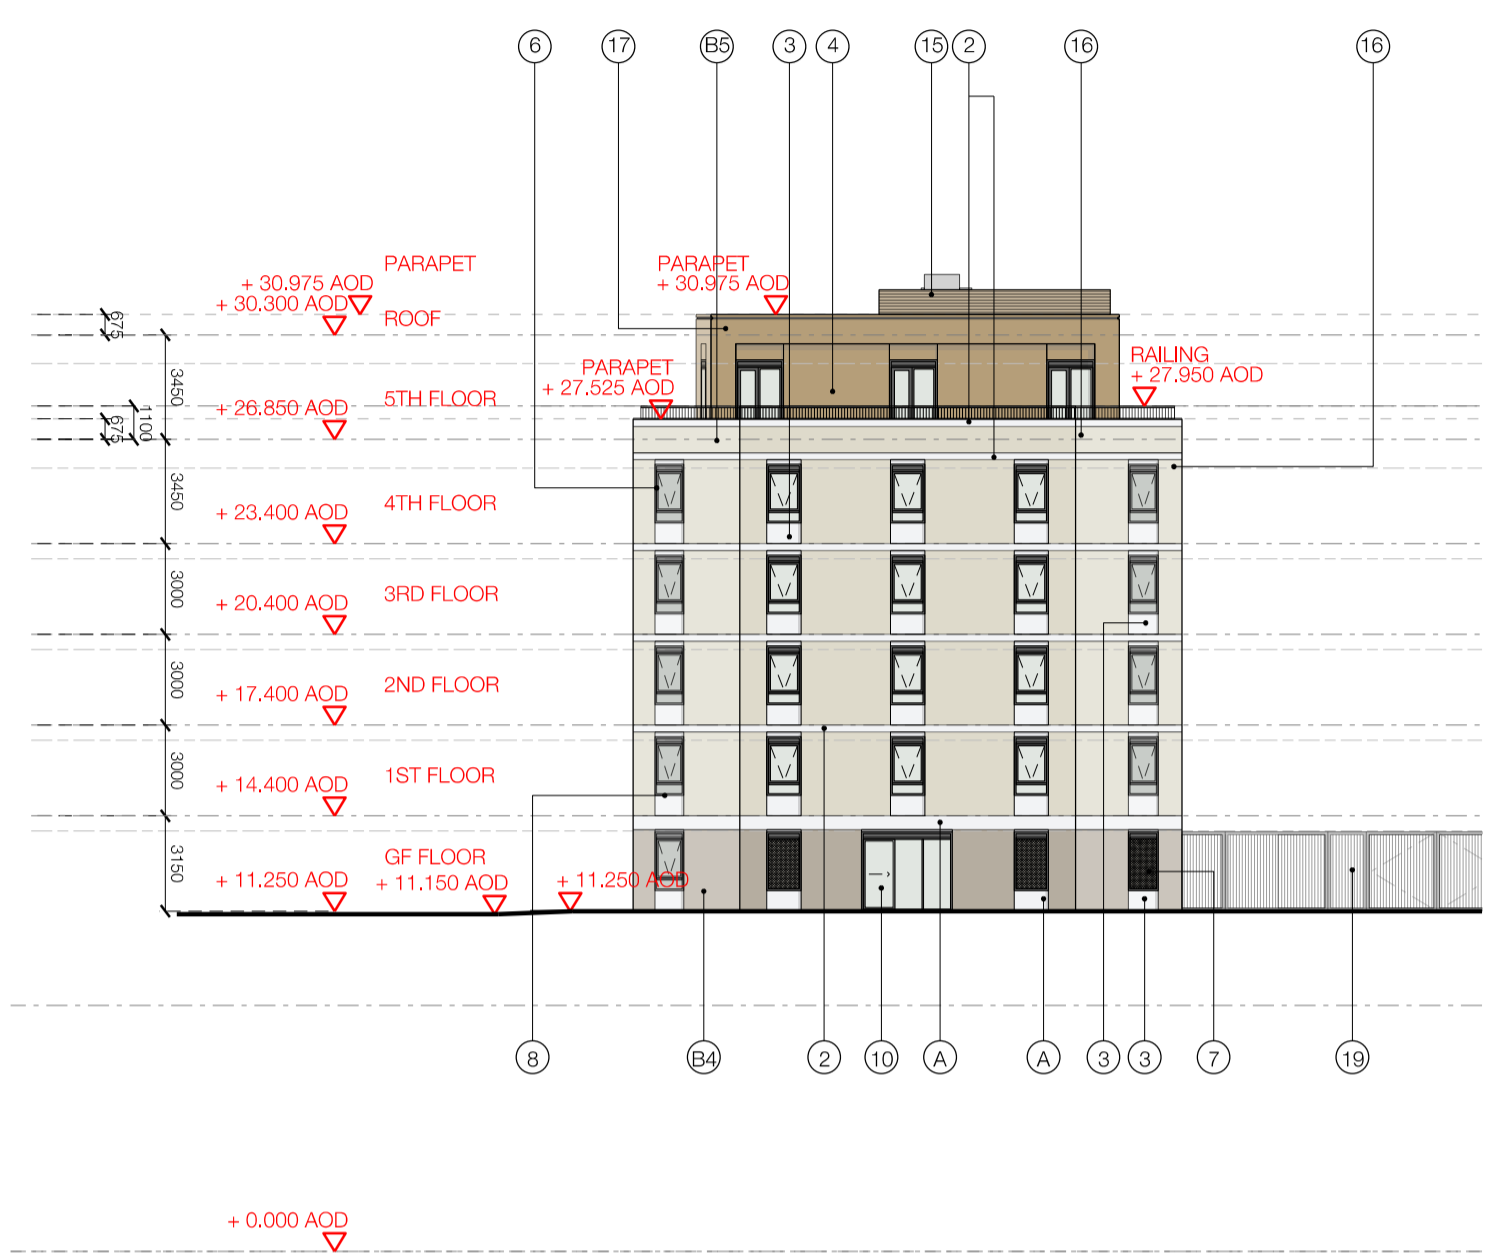 6 17 B5 3 4 15 2 16 16
PARAPET
+ 30.975 AOD
+ 30.300 AOD
ROOF
PARAPET
+ 30.975 AOD
PARAPET
+ 27.525 AOD
RAILING
+ 27.950 AOD
5TH FLOOR
+ 26.850 AOD
4TH FLOOR
+ 23.400 AOD
3RD FLOOR
+ 20.400 AOD
2ND FLOOR
+ 17.400 AOD
1ST FLOOR
+ 14.400 AOD
GF FLOOR
+ 11.250 AOD
+ 11.150 AOD
+ 11.250 AOD
675
3450
1100
675
3450
3000
3000
3000
3150
8 B4 2 10 A A 3 3 7 19
+ 0.000 AOD